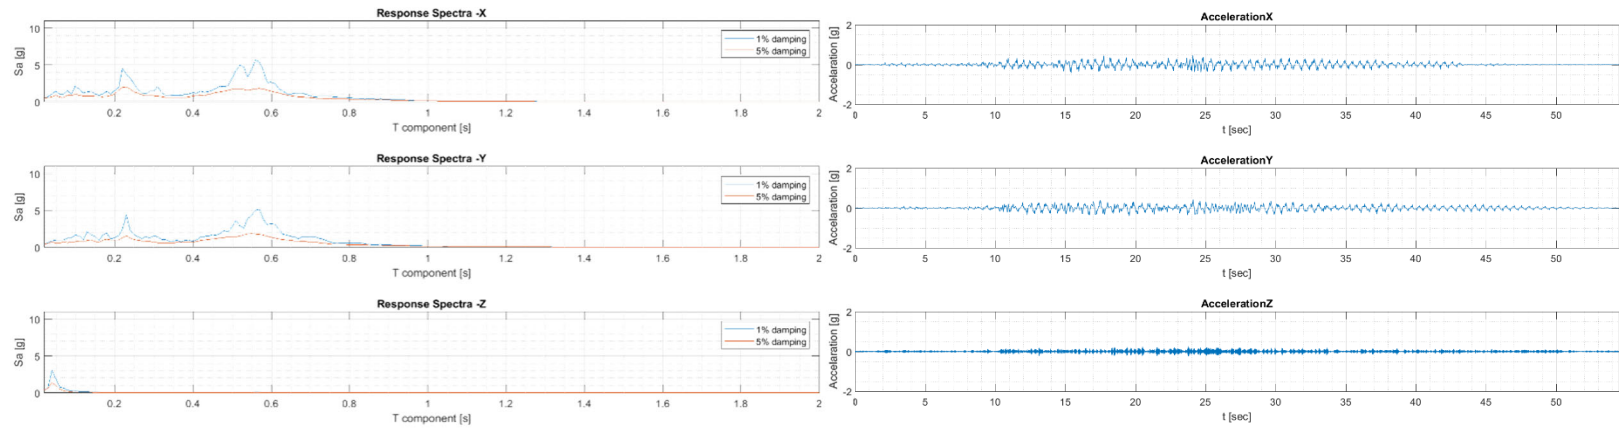 Response Spectra -X
Sa [g]
10
5
0
1% damping
5% damping
0.2 0.4 0.6 0.8 1 1.2 1.4 1.6 1.8 2
T component [s]
AccelerationX
Accelaration [g]
2
0
-2
0 5 10 15 20 25 30 35 40 45 50
t [sec]
Response Spectra -Y
Sa [g]
10
5
0
1% damping
5% damping
0.2 0.4 0.6 0.8 1 1.2 1.4 1.6 1.8 2
T component [s]
AccelerationY
Accelaration [g]
2
0
-2
0 5 10 15 20 25 30 35 40 45 50
t [sec]
Response Spectra -Z
Sa [g]
10
5
0
1% damping
5% damping
0.2 0.4 0.6 0.8 1 1.2 1.4 1.6 1.8 2
T component [s]
AccelerationZ
Accelaration [g]
2
0
-2
0 5 10 15 20 25 30 35 40 45 50
t [sec]